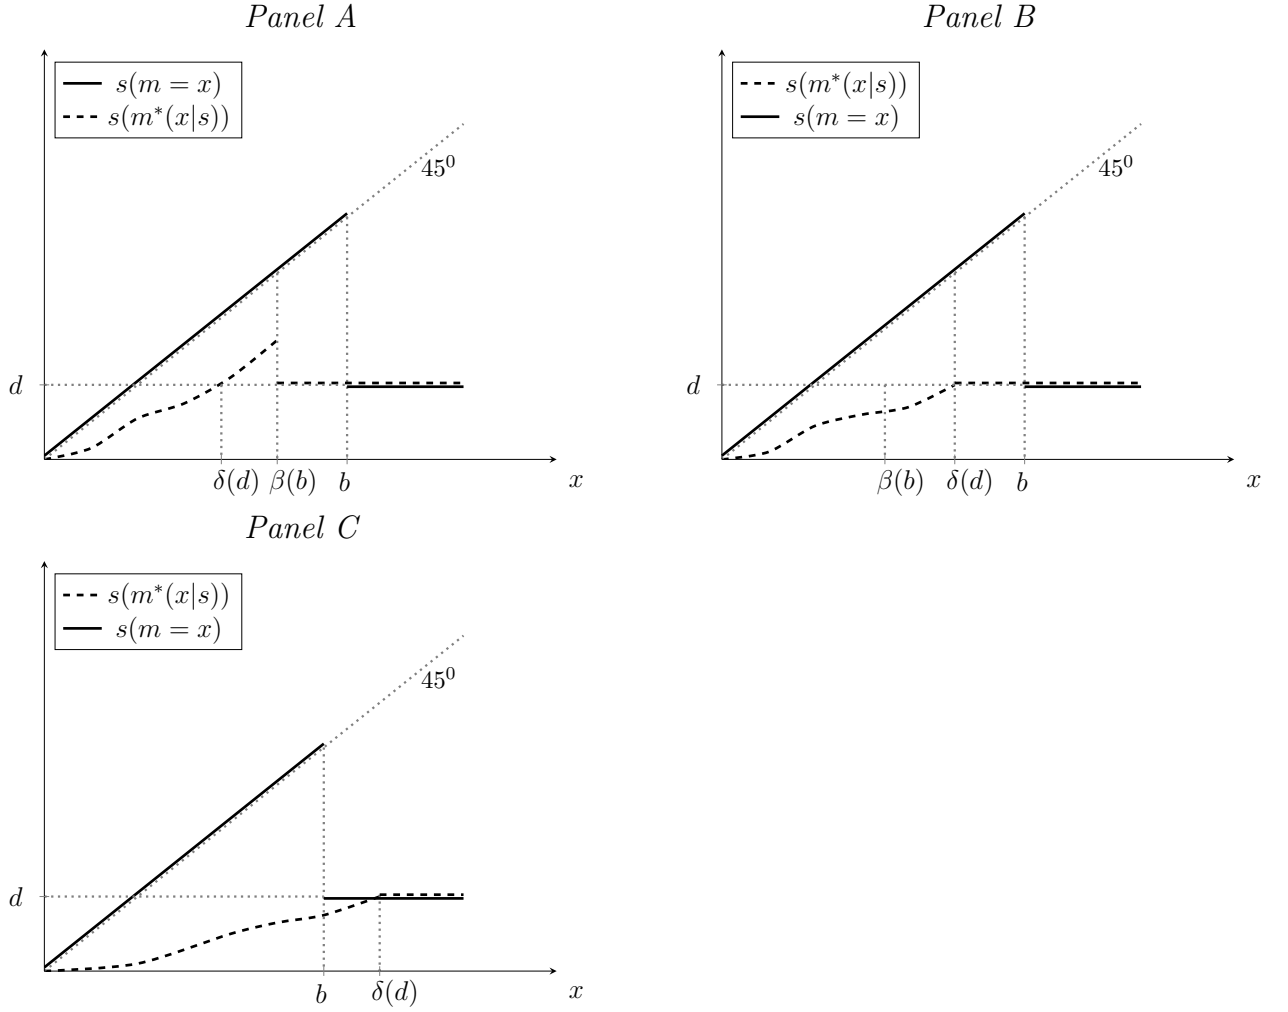 Panel A
s(m = x)
s(m*(x|s))
45⁰
d
δ(d) β(b) b
x
Panel B
s(m*(x|s))
s(m = x)
45⁰
d
β(b) δ(d) b
x
Panel C
s(m*(x|s))
s(m = x)
45⁰
d
b δ(d)
x